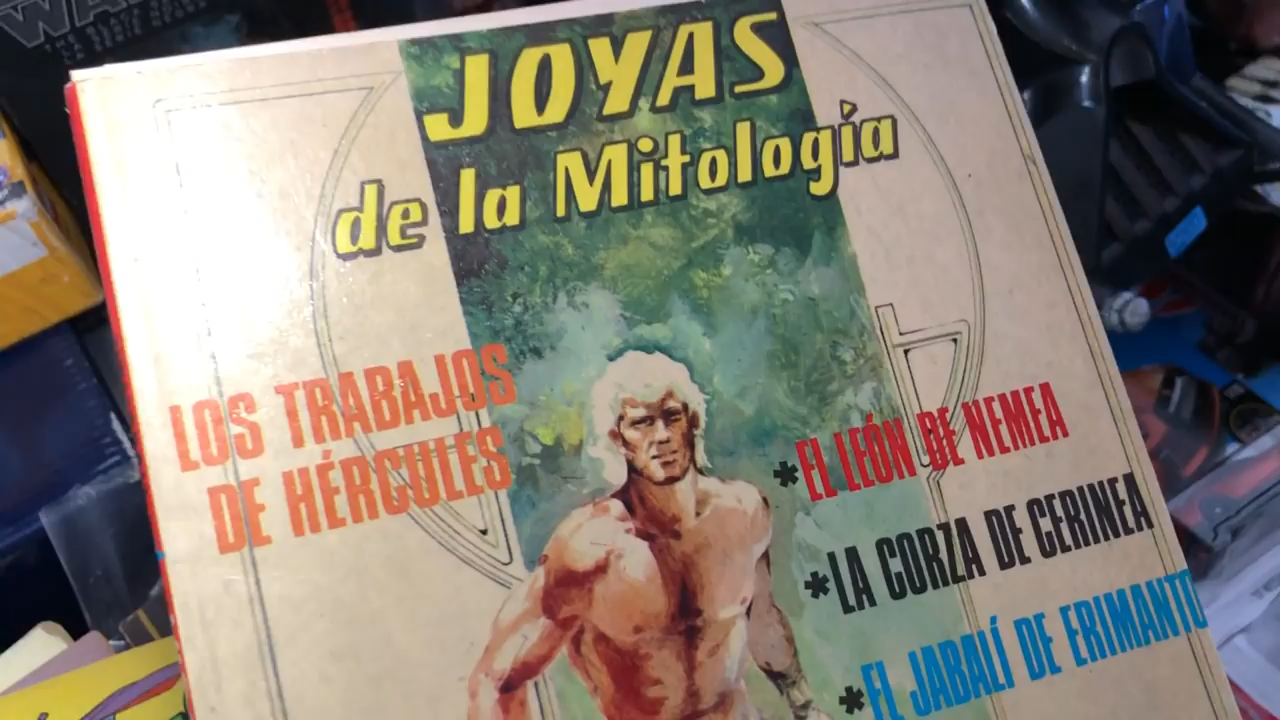 JOYAS
de la Mitología
LOS TRABAJOS
DE HÉRCULES
*EL LEÓN DE NEMEA
*LA CORZA DE CERINEA
*EL JABALÍ DE ERIMANTO